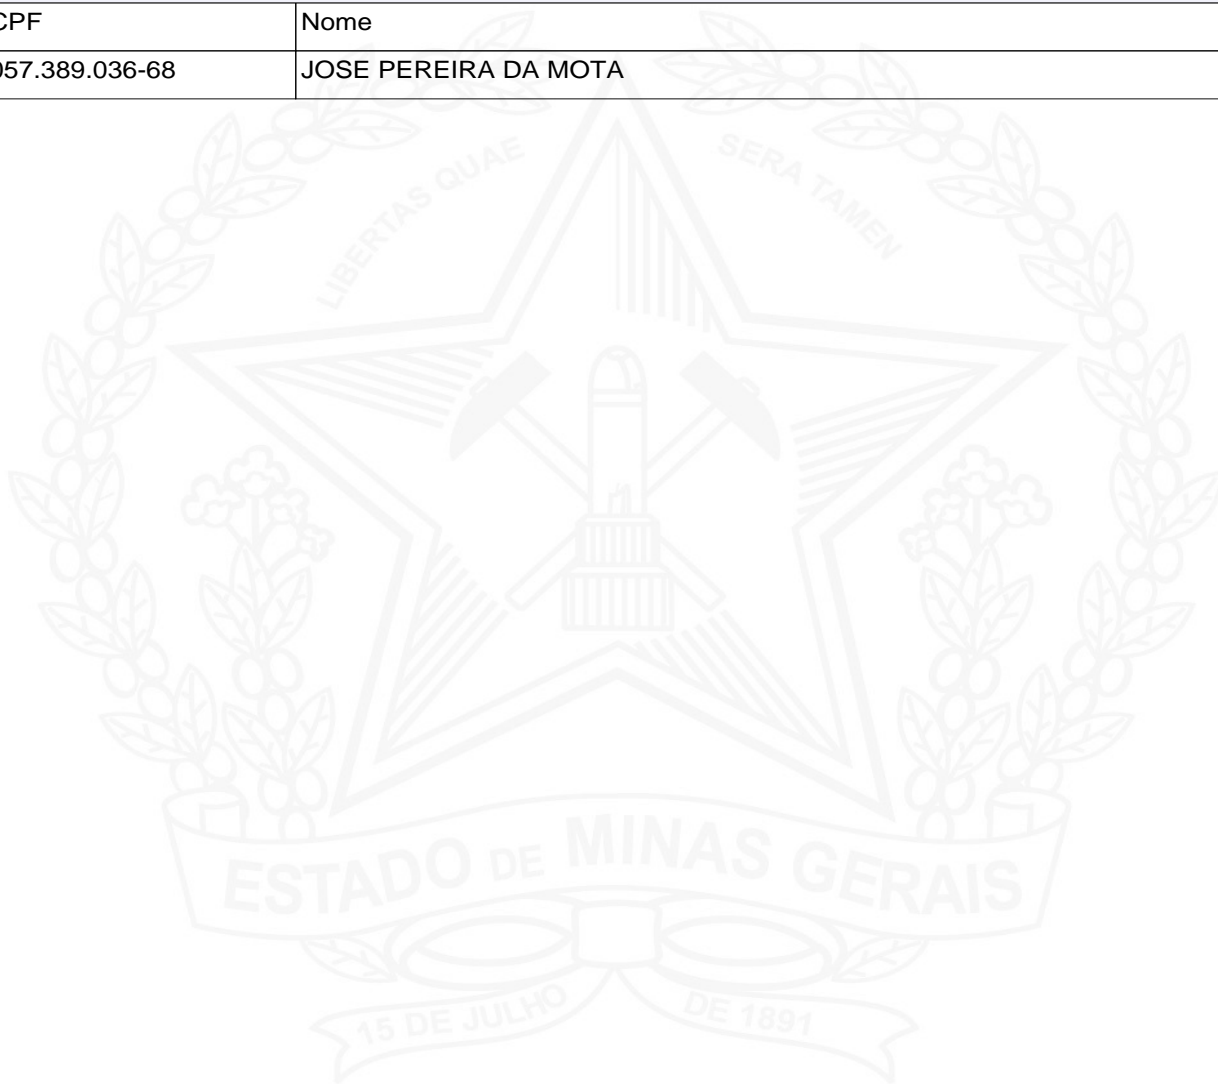 CPF Nome
057.389.036-68 JOSE PEREIRA DA MOTA
LIBERTAS QUAE SERA TAMEN
ESTADO DE MINAS GERAIS
15 DE JULHO DE 1891